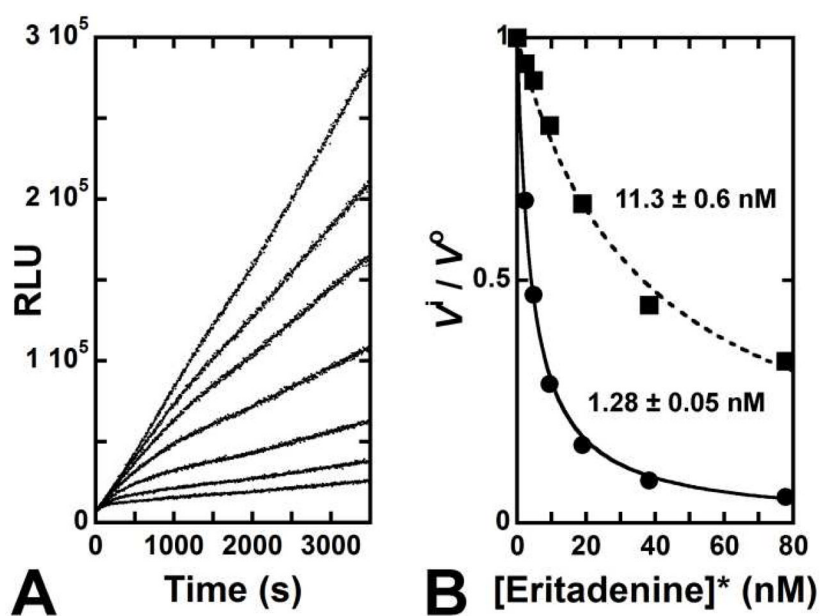 3 10⁵
2 10⁵
1 10⁵
0
RLU
0 1000 2000 3000
Time (s)
A
1
0.5
0
vⁱ / vᵒ
11.3 ± 0.6 nM
1.28 ± 0.05 nM
0 20 40 60 80
[Eritadenine]* (nM)
B